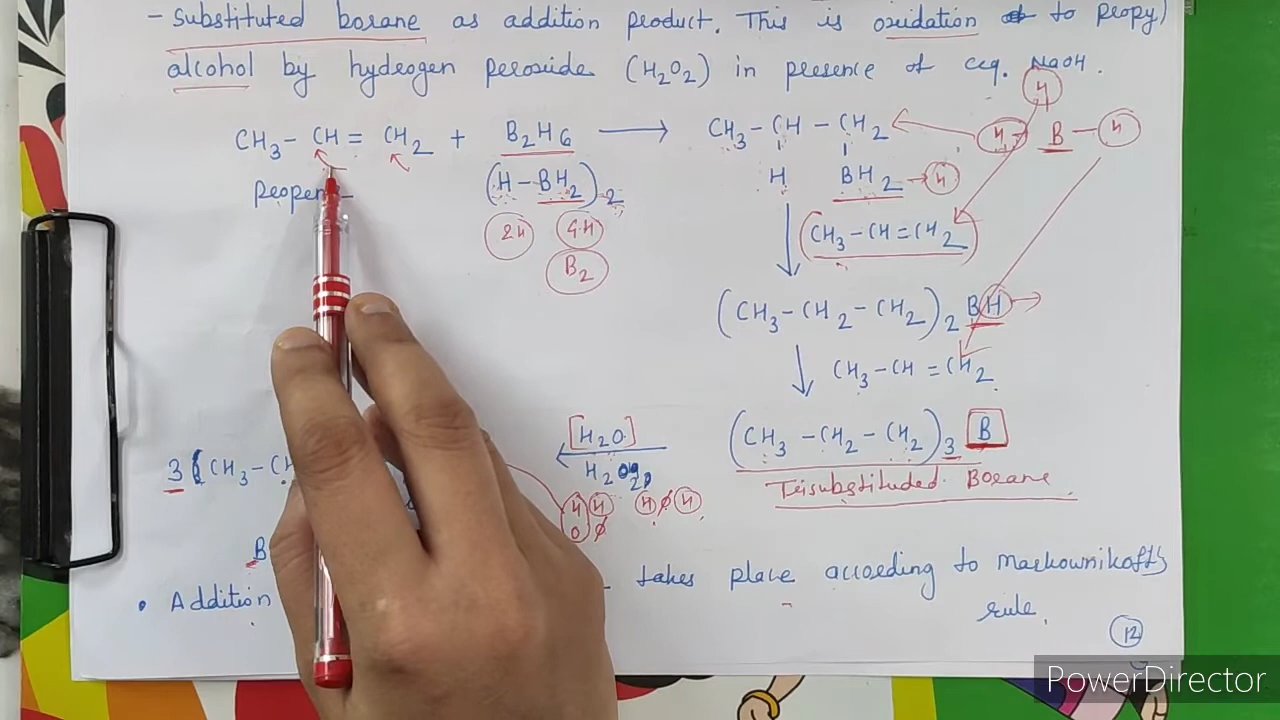 - Substituted borane as addition product. This is oxidation to propyl
alcohol by hydrogen peroxide (H2O2) in presence of aq. NaOH.
CH3 - CH = CH2 + B2H6 ⟶ CH3 - CH - CH2 H - B - H
H
(H - BH2)2 H BH2 → H
2H 4H CH3 - CH = CH2
B2
(CH3 - CH2 - CH2)2 BH →
CH3 - CH = CH2
[H2O] (CH3 - CH2 - CH2)3 B
3 (CH3 - CH
H H H O H Trisubstituted Borane
O O
B
• Addition takes place according to Markownikoff's
rule.
12
PowerDirector